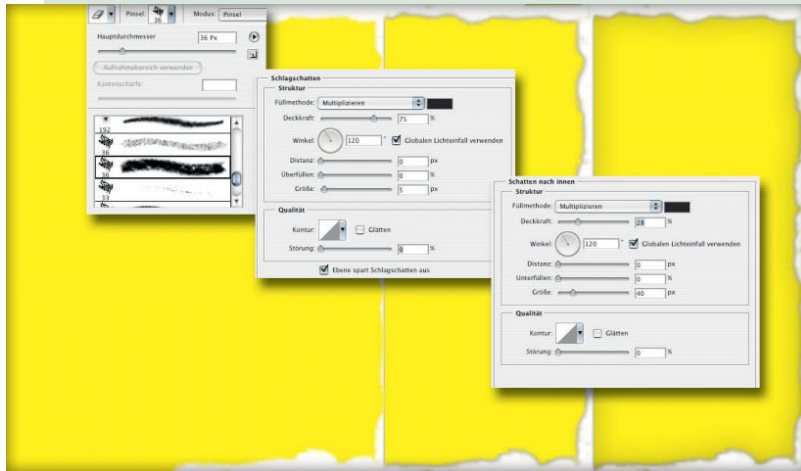 Pinsel: 36 Modus: Pinsel
Hauptdurchmesser 36 Px
Aufnahmebereich verwenden
Kantenschärfe:
192
36
36
33
Schlagschatten
Struktur
Füllmethode: Multiplizieren
Deckkraft: 75 %
Winkel: 120 ° Globalen Lichteinfall verwenden
Distanz: 0 px
Überfüllen: 0 %
Größe: 5 px
Qualität
Kontur: Glätten
Störung: 0 %
Ebene spart Schlagschatten aus
Schatten nach innen
Struktur
Füllmethode: Multiplizieren
Deckkraft: 28 %
Winkel: 120 ° Globalen Lichteinfall verwenden
Distanz: 0 px
Unterfüllen: 0 %
Größe: 40 px
Qualität
Kontur: Glätten
Störung: 0 %